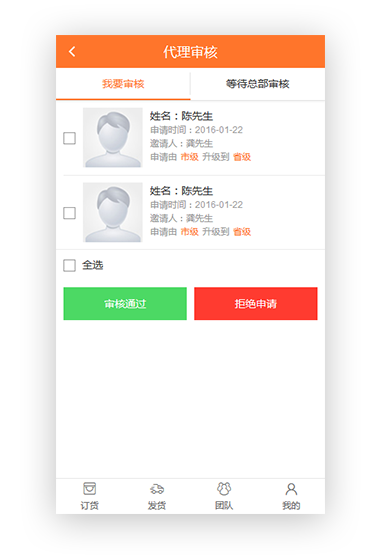 代理审核
我要审核
等待总部审核
姓名：陈先生
申请时间：2016-01-22
邀请人：龚先生
申请由 市级 升级到 省级
姓名：陈先生
申请时间：2016-01-22
邀请人：龚先生
申请由 市级 升级到 省级
全选
审核通过
拒绝申请
订货
发货
团队
我的